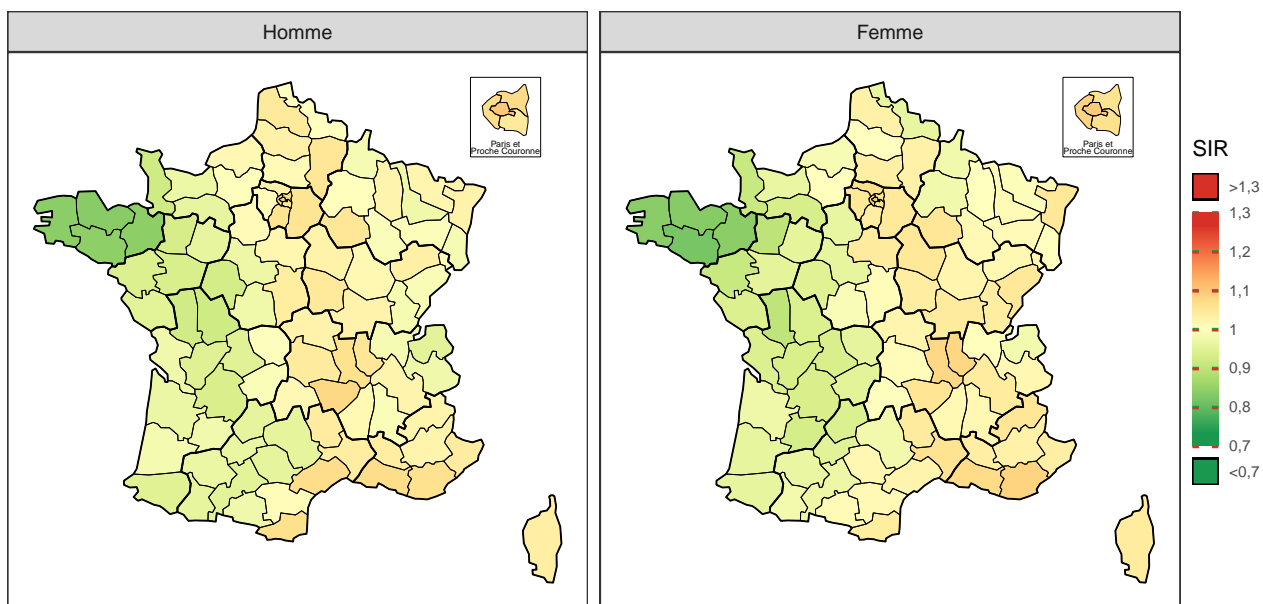 Homme
Femme
Paris et
Proche Couronne
Paris et
Proche Couronne
SIR
>1,3
1,3
1,2
1,1
1
0,9
0,8
0,7
<0,7